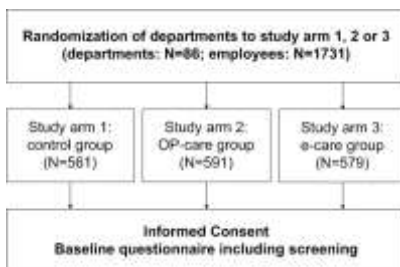 Randomization of departments to study arm 1, 2 or 3
(departments: N=86; employees: N=1731)
Study arm 1:
control group
(N=561)
Study arm 2:
OP-care group
(N=591)
Study arm 3:
e-care group
(N=579)
Informed Consent
Baseline questionnaire including screening